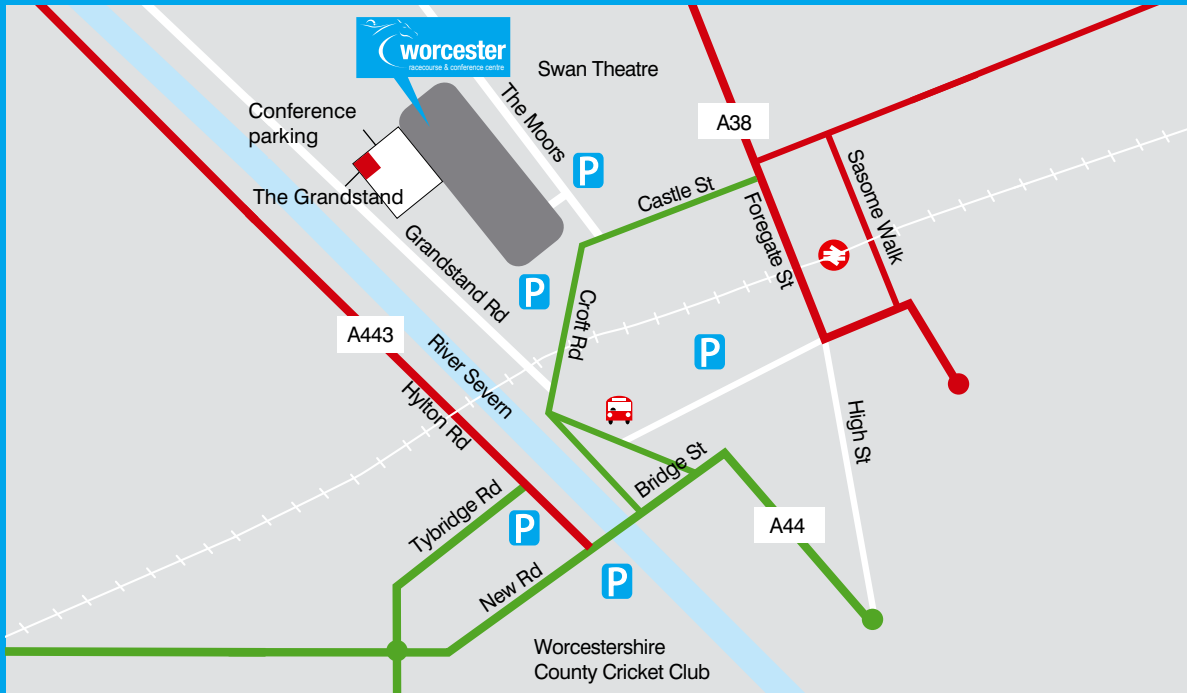 worcester
racecourse & conference centre
Swan Theatre
The Moors
Conference
parking
The Grandstand
A38
P
Castle St
Sasome Walk
Foregate St
Grandstand Rd
P
Croft Rd
A443
River Severn
P
Hylton Rd
High St
Bridge St
Tybridge Rd
P
A44
New Rd
P
Worcestershire
County Cricket Club